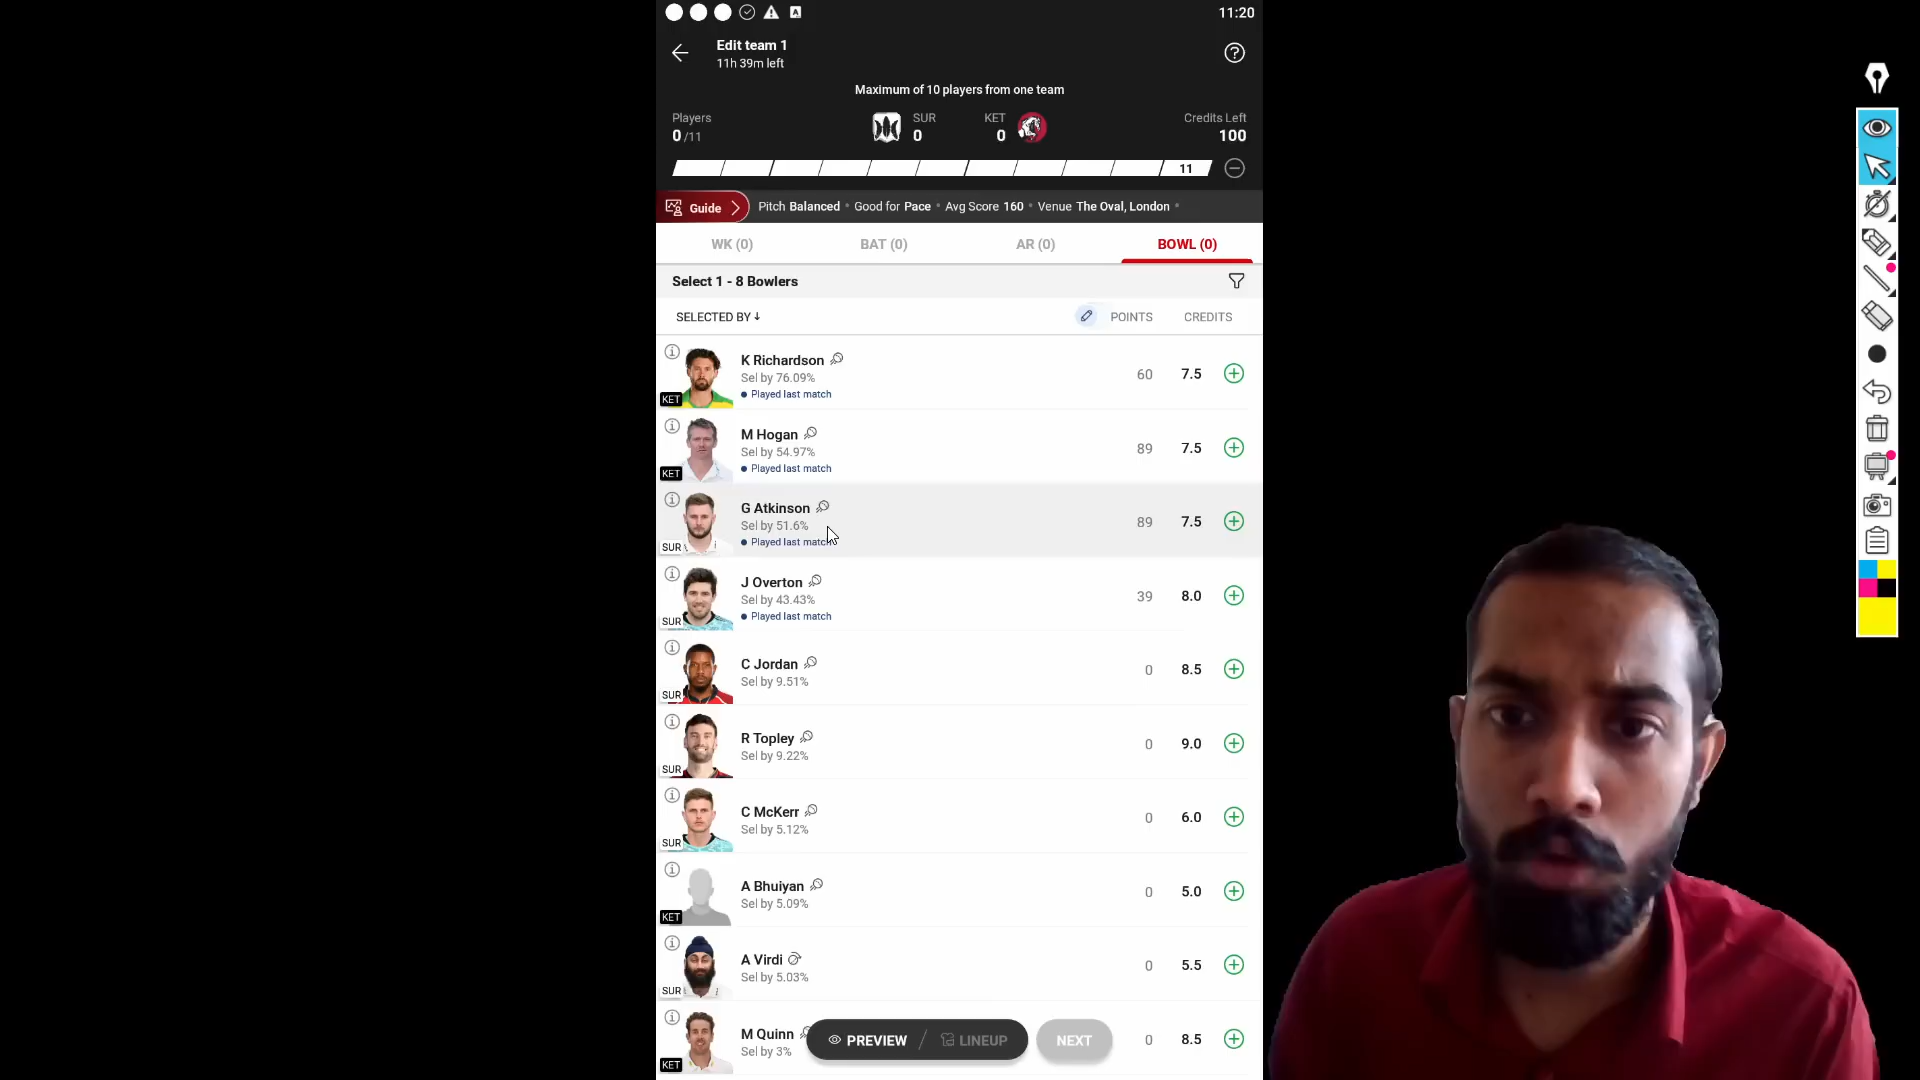 11:20
Edit team 1
11h 39m left
Maximum of 10 players from one team
Players SUR KET Credits Left
0 /11 0 0 100
11
Guide Pitch Balanced • Good for Pace • Avg Score 160 • Venue The Oval, London •
WK (0) BAT (0) AR (0) BOWL (0)
Select 1 - 8 Bowlers
SELECTED BY ↓ POINTS CREDITS
K Richardson
Sel by 76.09% 60 7.5
Played last match
KET
M Hogan
Sel by 54.97% 89 7.5
Played last match
KET
G Atkinson
Sel by 51.6% 89 7.5
Played last match
SUR
J Overton
Sel by 43.43% 39 8.0
Played last match
SUR
C Jordan
Sel by 9.51% 0 8.5
SUR
R Topley
Sel by 9.22% 0 9.0
SUR
C McKerr
Sel by 5.12% 0 6.0
SUR
A Bhuiyan
Sel by 5.09% 0 5.0
KET
A Virdi
Sel by 5.03% 0 5.5
SUR
M Quinn
Sel by 3% 0 8.5
KET
PREVIEW / LINEUP NEXT